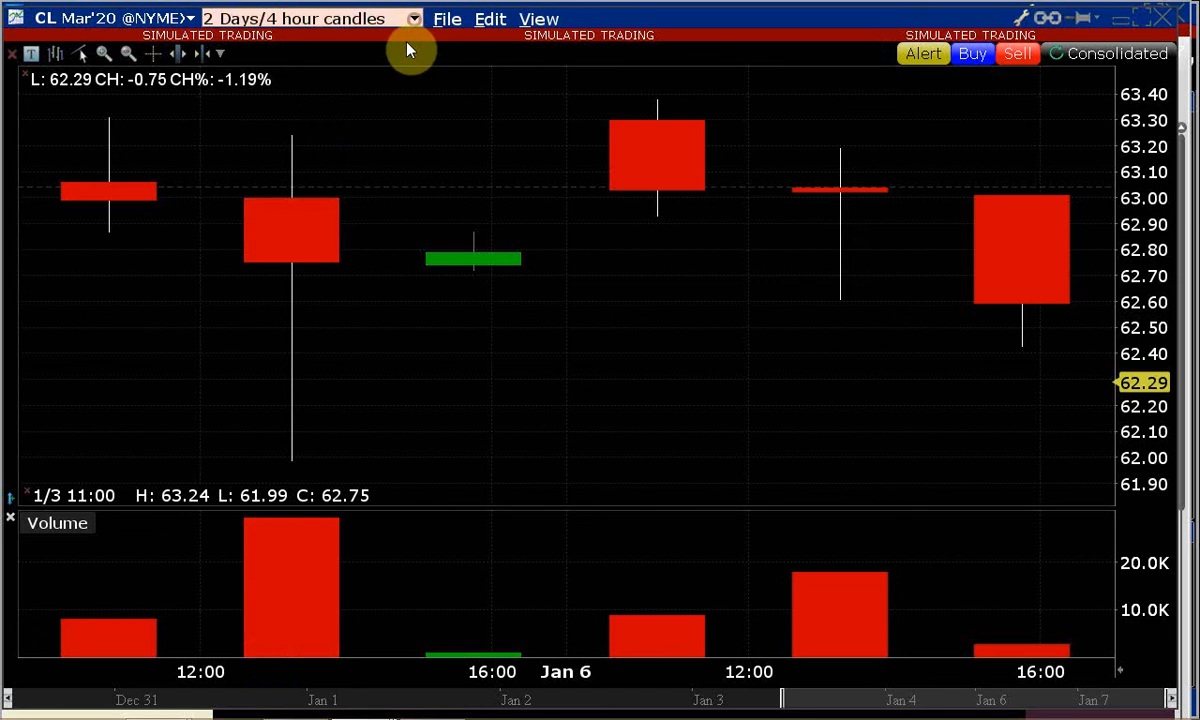 CL Mar'20 @NYME) 2 Days/4 hour candles File Edit View
SIMULATED TRADING SIMULATED TRADING SIMULATED TRADING
T Alert Buy Sell Consolidated
L: 62.29 CH: -0.75 CH%: -1.19%
63.40
63.30
63.20
63.10
63.00
62.90
62.80
62.70
62.60
62.50
62.40
62.29
62.20
62.10
62.00
61.90
1/3 11:00 H: 63.24 L: 61.99 C: 62.75
Volume
20.0K
10.0K
12:00 16:00 Jan 6 12:00 16:00
Dec 31 Jan 1 Jan 2 Jan 3 Jan 4 Jan 6 Jan 7